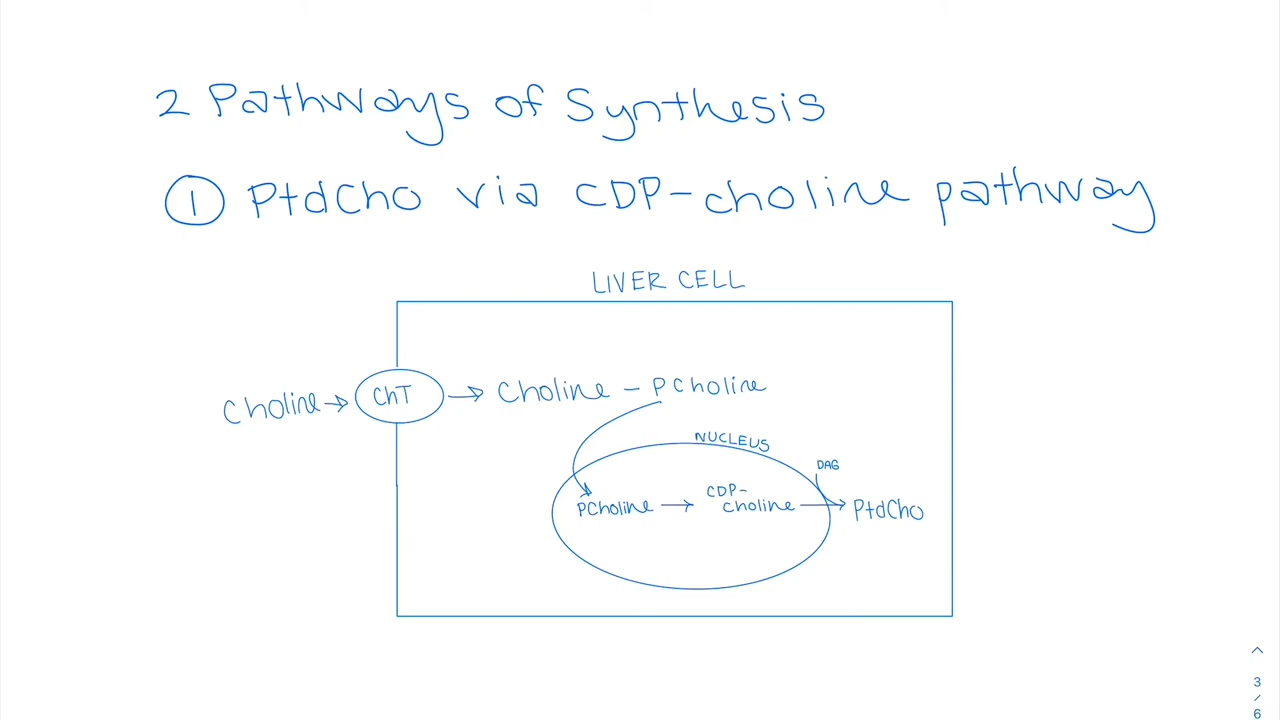 2 Pathways of Synthesis
① PtdCho via CDP-choline pathway
LIVER CELL
Choline → ChT → Choline - PCholine
NUCLEUS
DAG
PCholine → CDP-choline → PtdCho
3
/
6